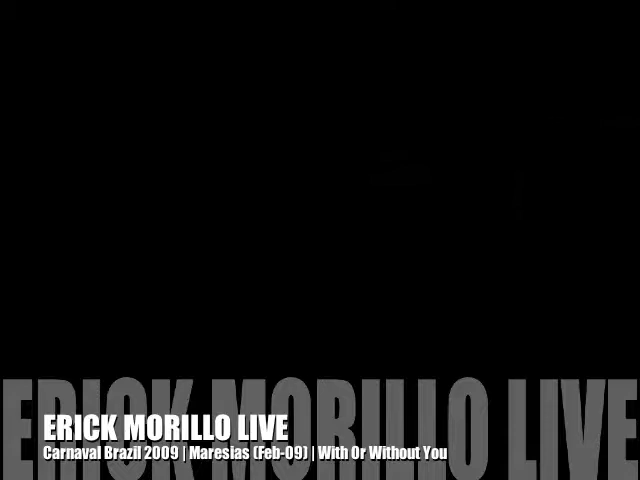 ERICK MORILLO LIVE
ERICK MORILLO LIVE
Carnaval Brazil 2009 | Maresias (Feb-09) | With Or Without You